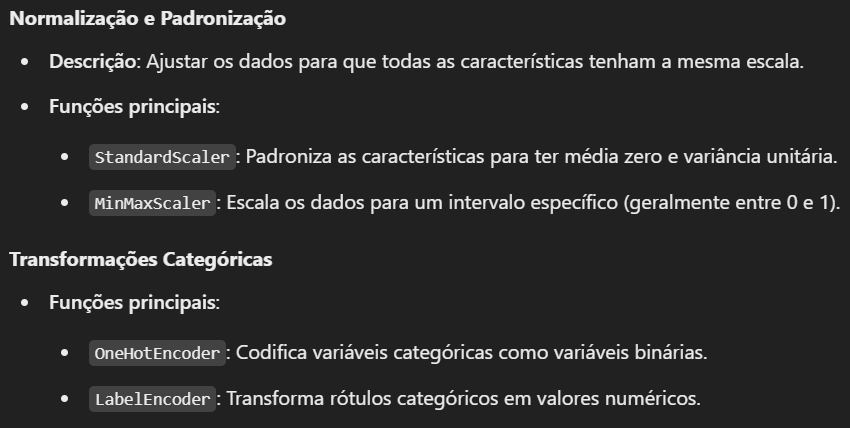 Normalização e Padronização
• Descrição: Ajustar os dados para que todas as características tenham a mesma escala.
• Funções principais:
• StandardScaler: Padroniza as características para ter média zero e variância unitária.
• MinMaxScaler: Escala os dados para um intervalo específico (geralmente entre 0 e 1).
Transformações Categóricas
• Funções principais:
• OneHotEncoder: Codifica variáveis categóricas como variáveis binárias.
• LabelEncoder: Transforma rótulos categóricos em valores numéricos.